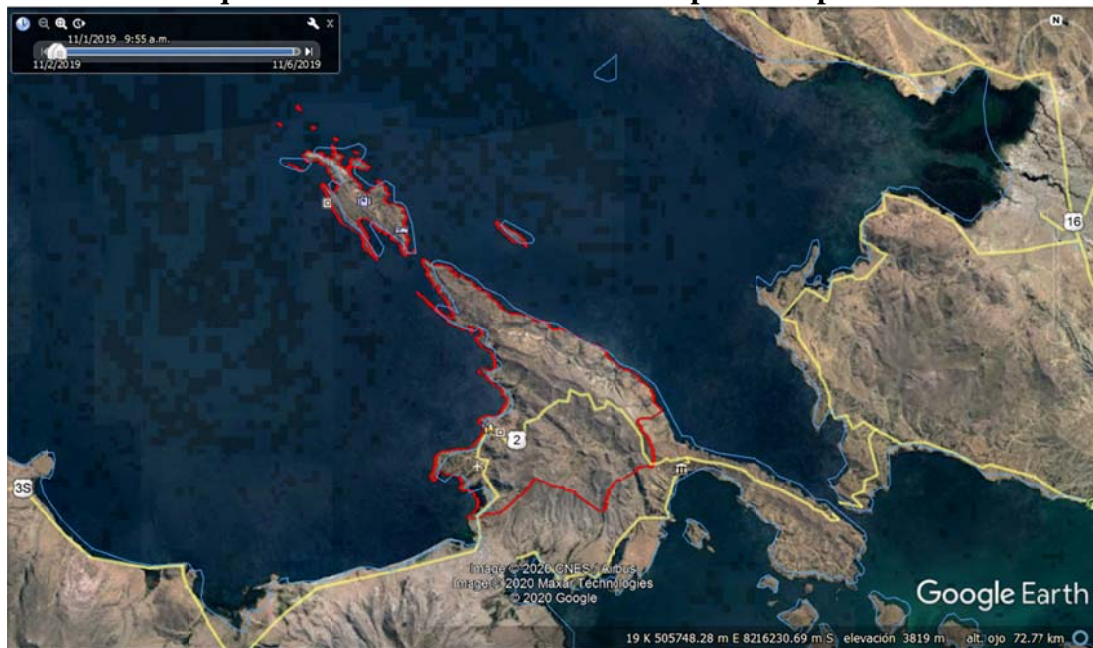 11/1/2019 9:55 a.m.
11/2/2019 11/6/2019
N
16
2
3S
Image © 2020 CNES / Airbus
Image © 2020 Maxar Technologies
© 2020 Google
Google Earth
19 K 505748.28 m E 8216230.69 m S elevación 3819 m alt. ojo 72.77 km